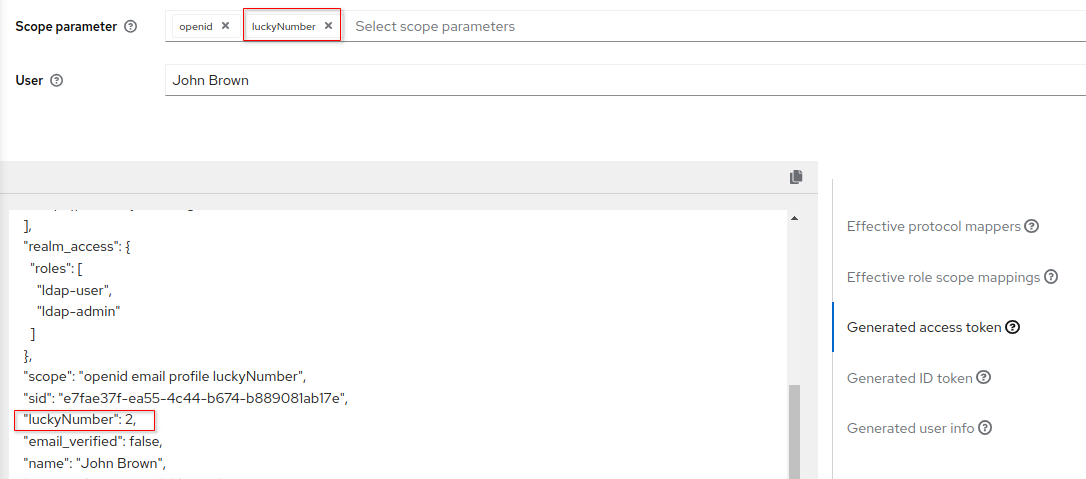 Scope parameter
openid
luckyNumber
Select scope parameters
User
John Brown
],
"realm_access": {
"roles": [
"ldap-user",
"ldap-admin"
]
},
"scope": "openid email profile luckyNumber",
"sid": "e7fae37f-ea55-4c44-b674-b889081ab17e",
"luckyNumber": 2,
"email_verified": false,
"name": "John Brown",
Effective protocol mappers
Effective role scope mappings
Generated access token
Generated ID token
Generated user info